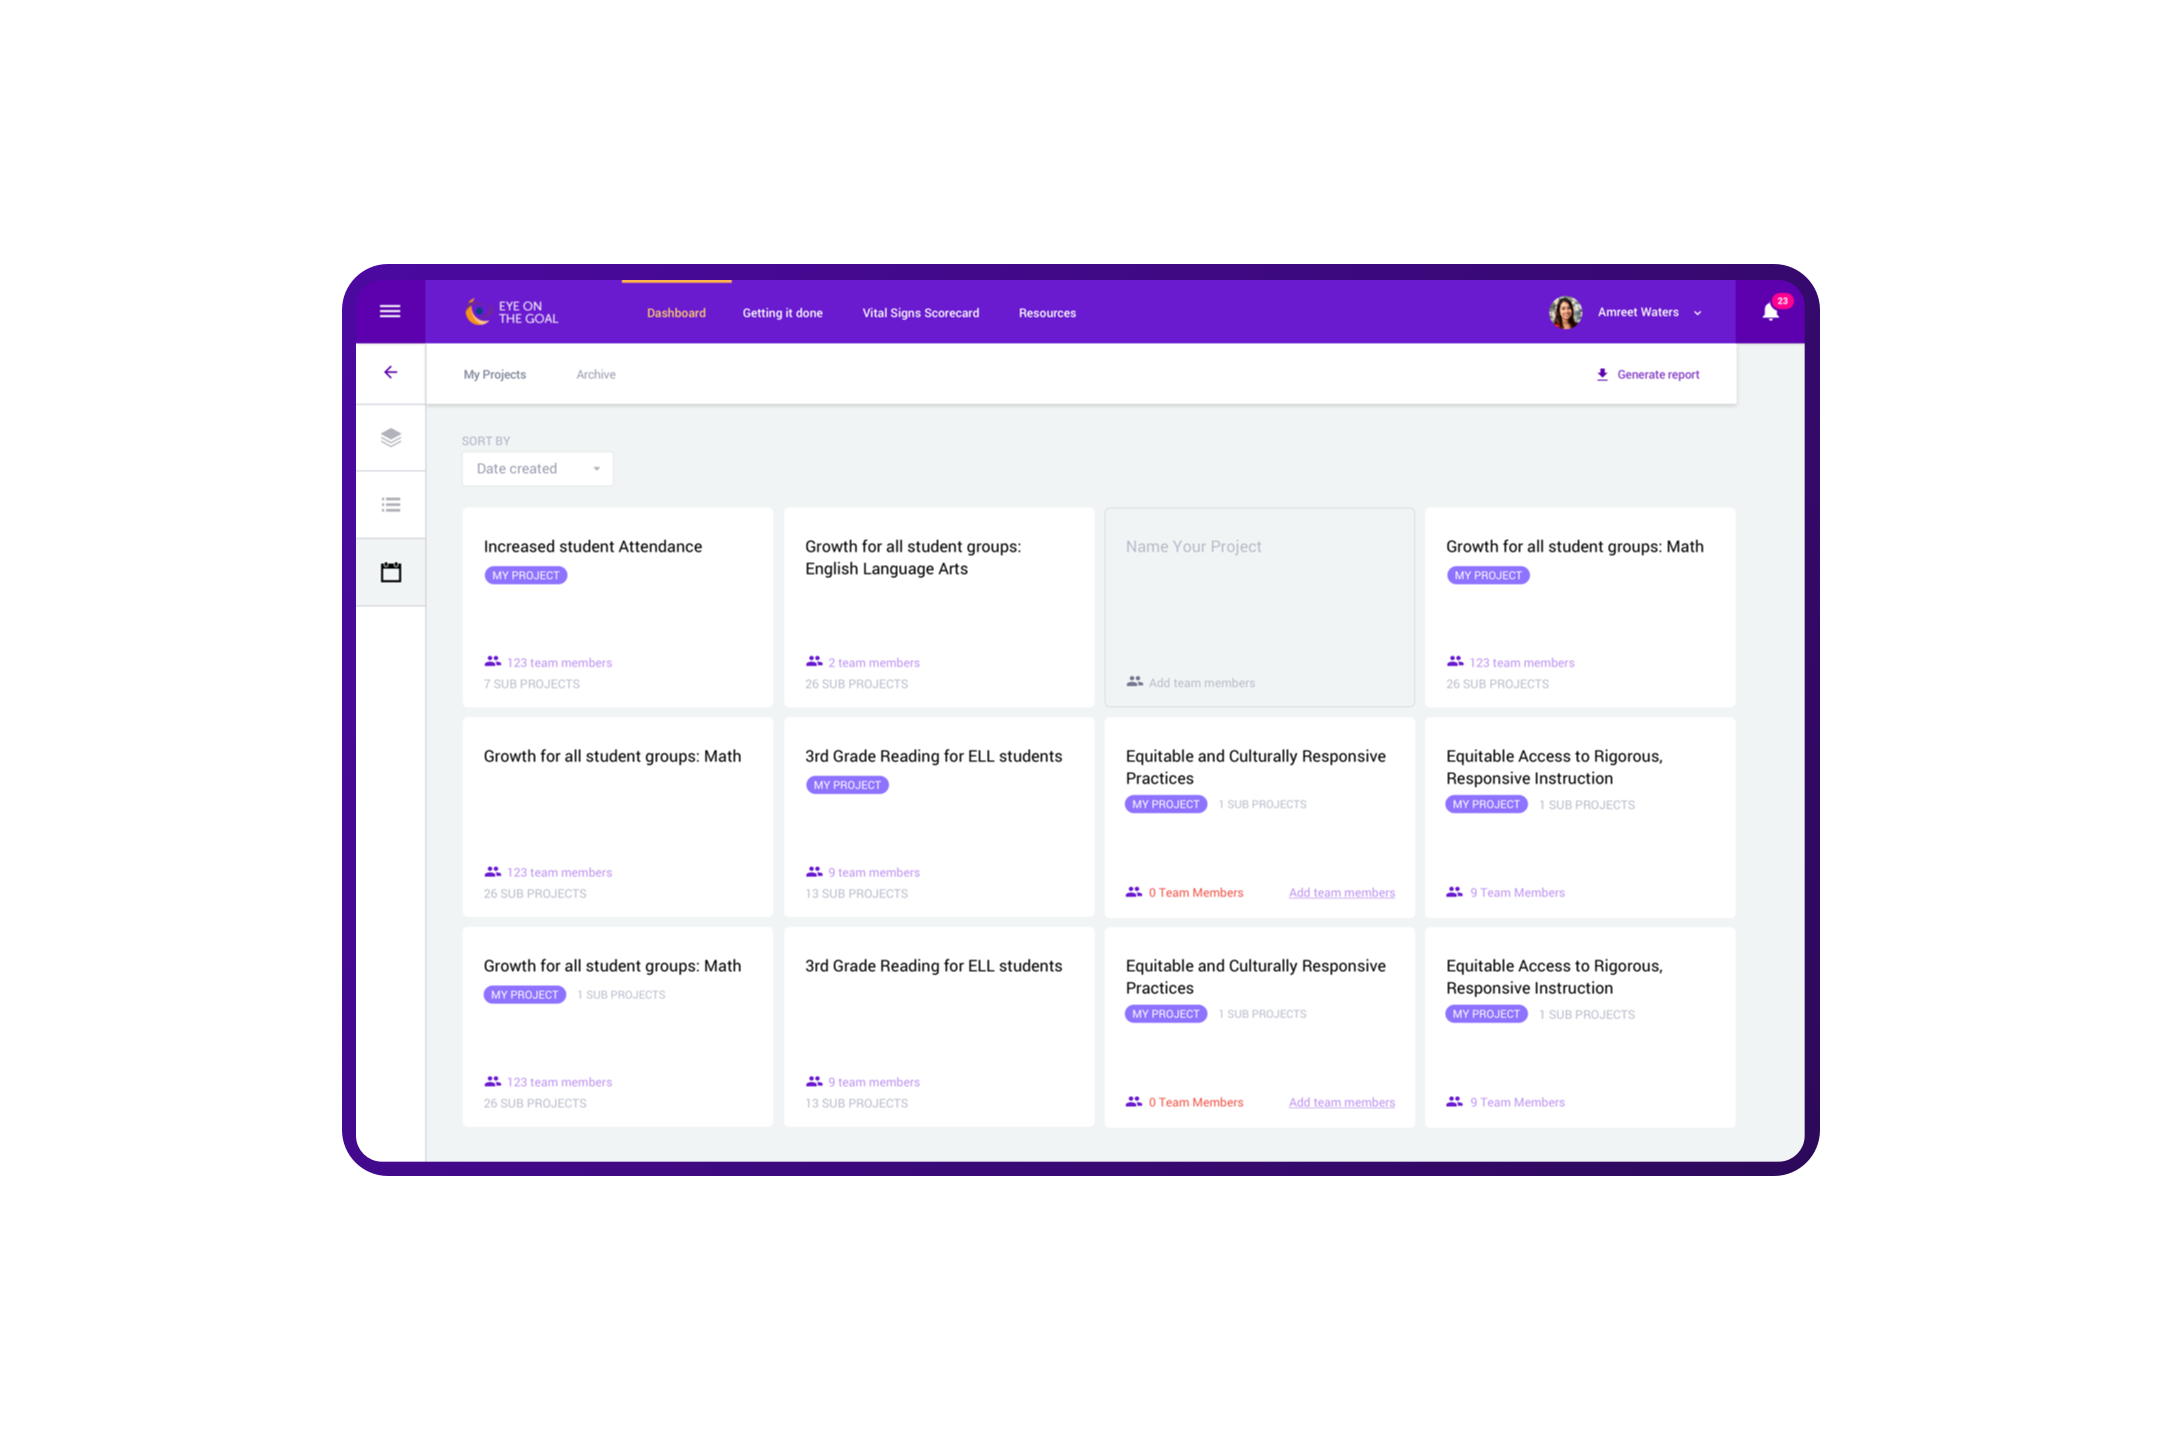 EYE ON
THE GOAL
Dashboard
Getting it done
Vital Signs Scorecard
Resources
Amreet Waters
23
My Projects
Archive
Generate report
SORT BY
Date created
Increased student Attendance
MY PROJECT
123 team members
7 SUB PROJECTS
Growth for all student groups:
English Language Arts
2 team members
26 SUB PROJECTS
Name Your Project
Add team members
Growth for all student groups: Math
MY PROJECT
123 team members
26 SUB PROJECTS
Growth for all student groups: Math
123 team members
26 SUB PROJECTS
3rd Grade Reading for ELL students
MY PROJECT
9 team members
13 SUB PROJECTS
Equitable and Culturally Responsive
Practices
MY PROJECT 1 SUB PROJECTS
0 Team Members Add team members
Equitable Access to Rigorous,
Responsive Instruction
MY PROJECT 1 SUB PROJECTS
9 Team Members
Growth for all student groups: Math
MY PROJECT 1 SUB PROJECTS
123 team members
26 SUB PROJECTS
3rd Grade Reading for ELL students
9 team members
13 SUB PROJECTS
Equitable and Culturally Responsive
Practices
MY PROJECT 1 SUB PROJECTS
0 Team Members Add team members
Equitable Access to Rigorous,
Responsive Instruction
MY PROJECT 1 SUB PROJECTS
9 Team Members